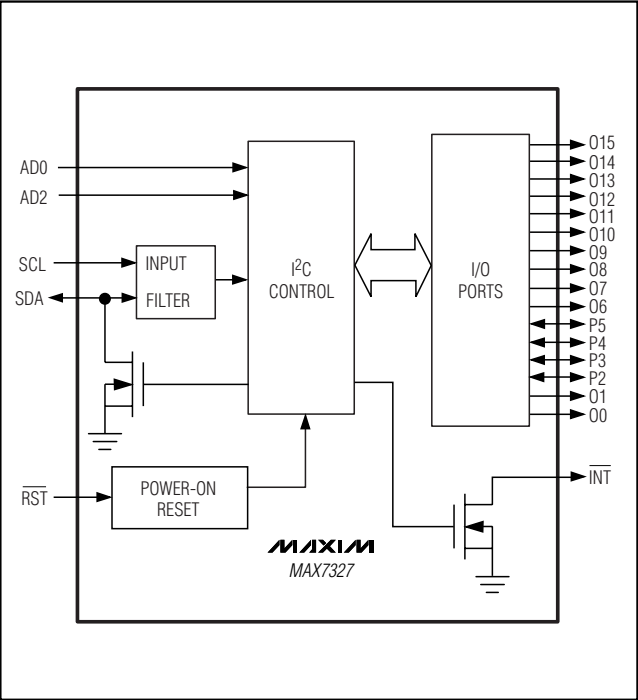 AD0
AD2
SCL
SDA
RST
INPUT
FILTER
I²C
CONTROL
I/O
PORTS
POWER-ON
RESET
O15
O14
O13
O12
O11
O10
O9
O8
O7
O6
P5
P4
P3
P2
O1
O0
INT
MAXIM
MAX7327